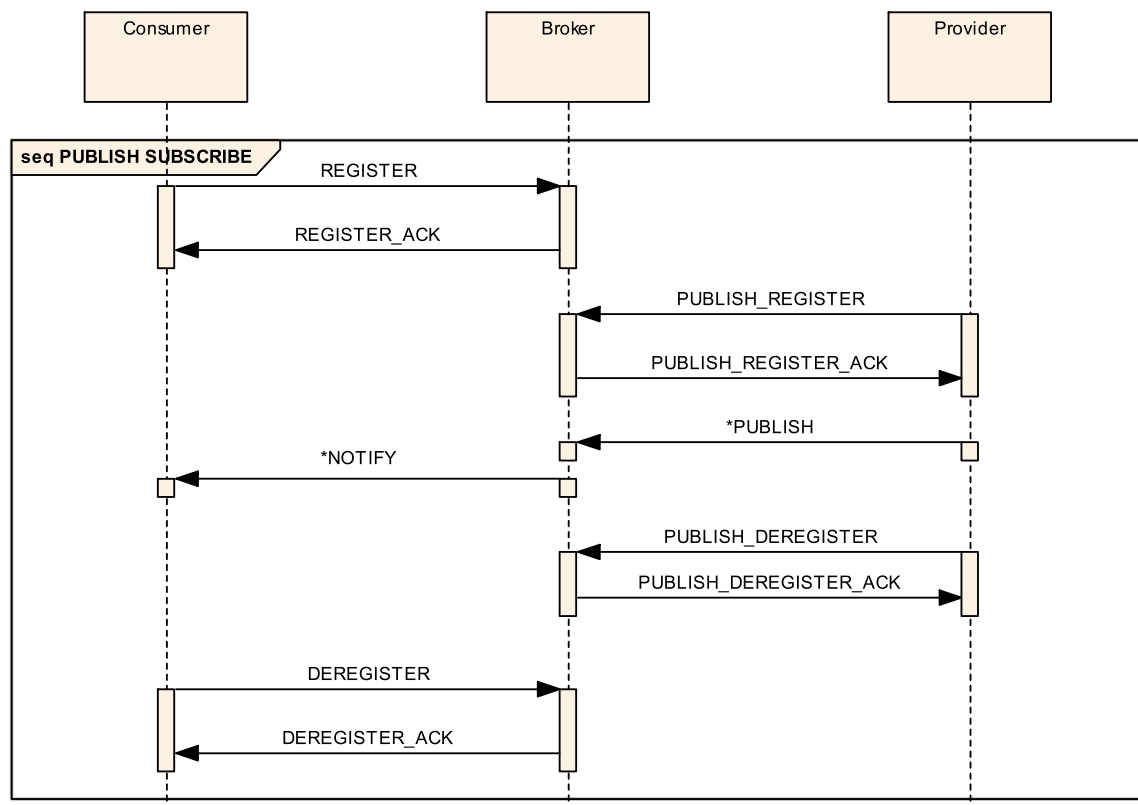 Consumer
Broker
Provider
seq PUBLISH SUBSCRIBE
REGISTER
REGISTER_ACK
PUBLISH_REGISTER
PUBLISH_REGISTER_ACK
*PUBLISH
*NOTIFY
PUBLISH_DEREGISTER
PUBLISH_DEREGISTER_ACK
DEREGISTER
DEREGISTER_ACK